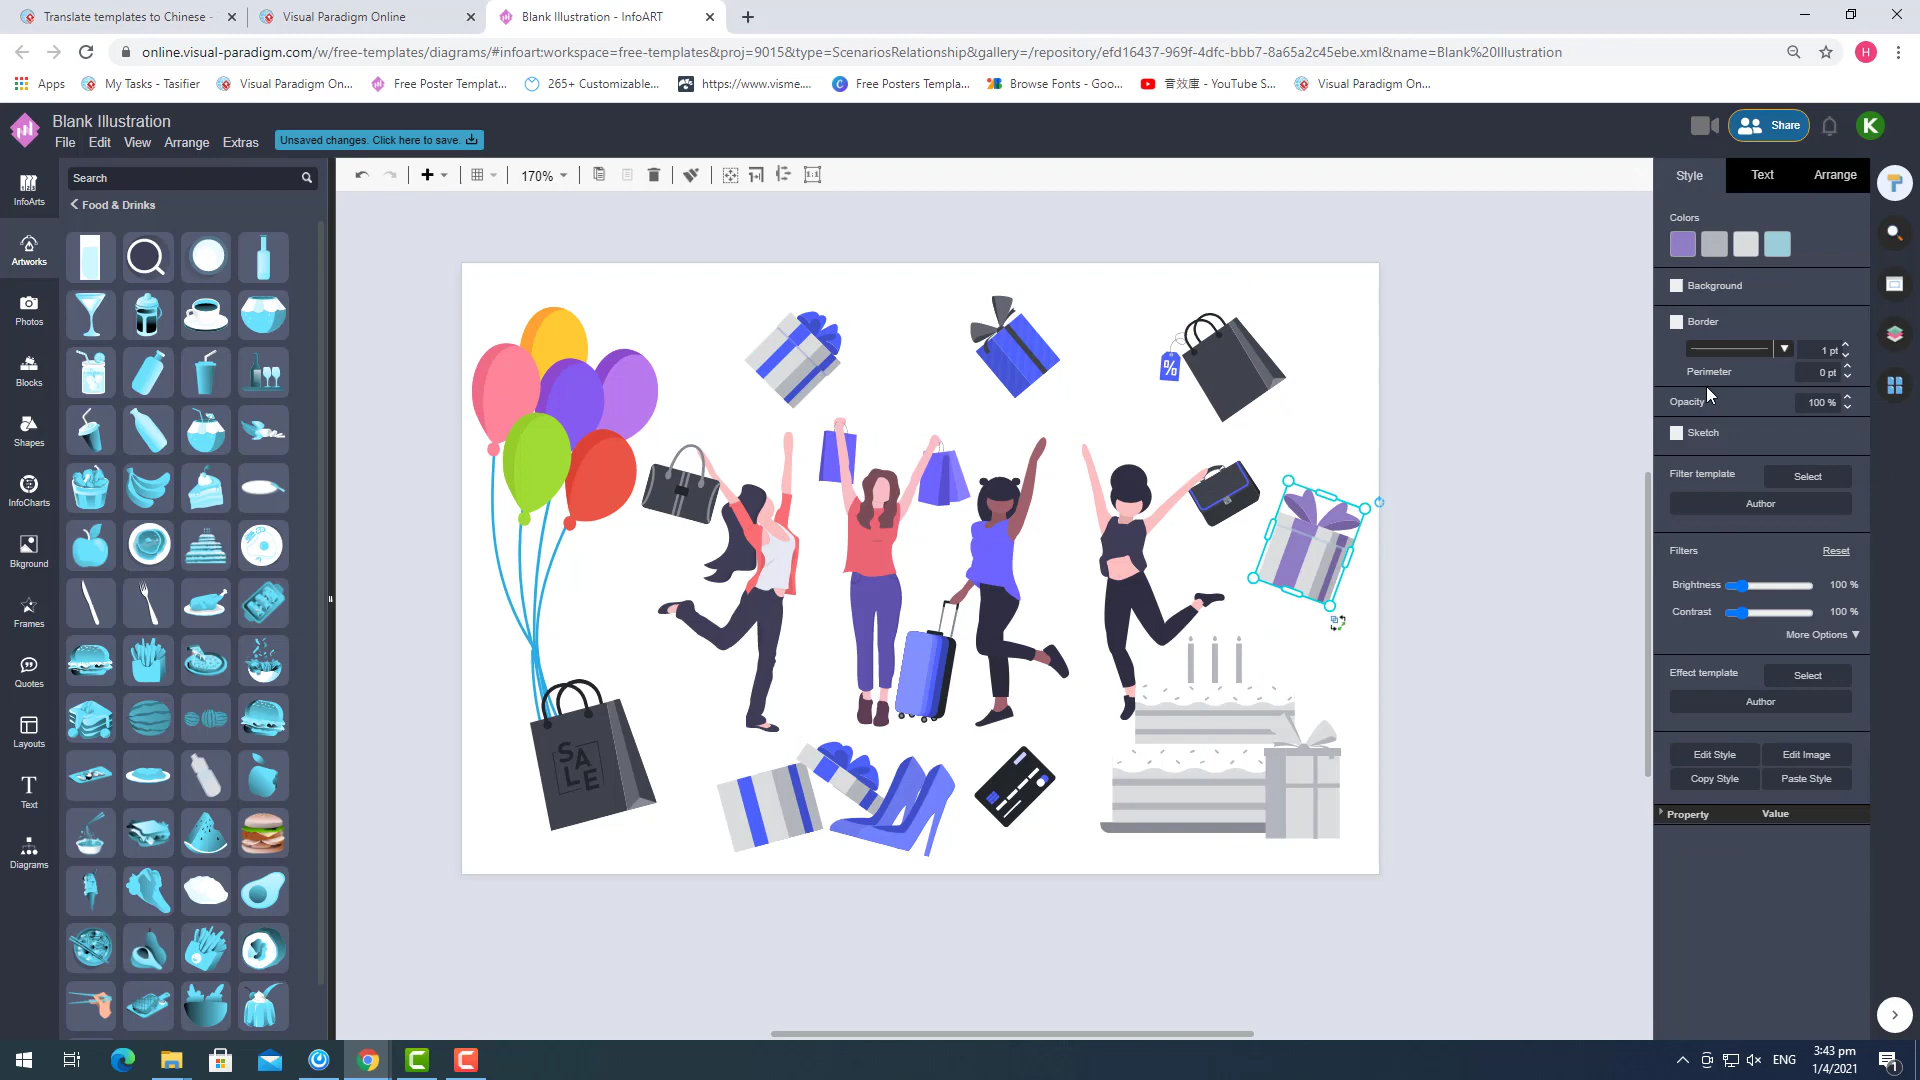 Translate templates to Chinese -
Visual Paradigm Online
Blank Illustration - InfoART
online.visual-paradigm.com/w/free-templates/diagrams/#infoart:workspace=free-templates&proj=9015&type=ScenariosRelationship&gallery=/repository/efd16437-969f-4dfc-bbb7-8a65a2c45ebe.xml&name=Blank%20Illustration
H
Apps
My Tasks - Tasifier
Visual Paradigm On...
Free Poster Templat...
265+ Customizable...
https://www.visme....
Free Posters Templa...
Browse Fonts - Goo...
音效庫 - YouTube S...
Visual Paradigm On...
Blank Illustration
File Edit View Arrange Extras
Unsaved changes. Click here to save.
Share
K
InfoArts
Artworks
Photos
Blocks
Shapes
InfoCharts
Bkground
Frames
Quotes
Layouts
Text
Diagrams
Search
Food & Drinks
170%
1:1
%
SALE
Style Text Arrange
Colors
Background
Border
1 pt
Perimeter 0 pt
Opacity 100 %
Sketch
Filter template Select
Author
Filters Reset
Brightness 100 %
Contrast 100 %
More Options ▼
Effect template Select
Author
Edit Style Edit Image
Copy Style Paste Style
Property Value
ENG
3:43 pm
1/4/2021
1